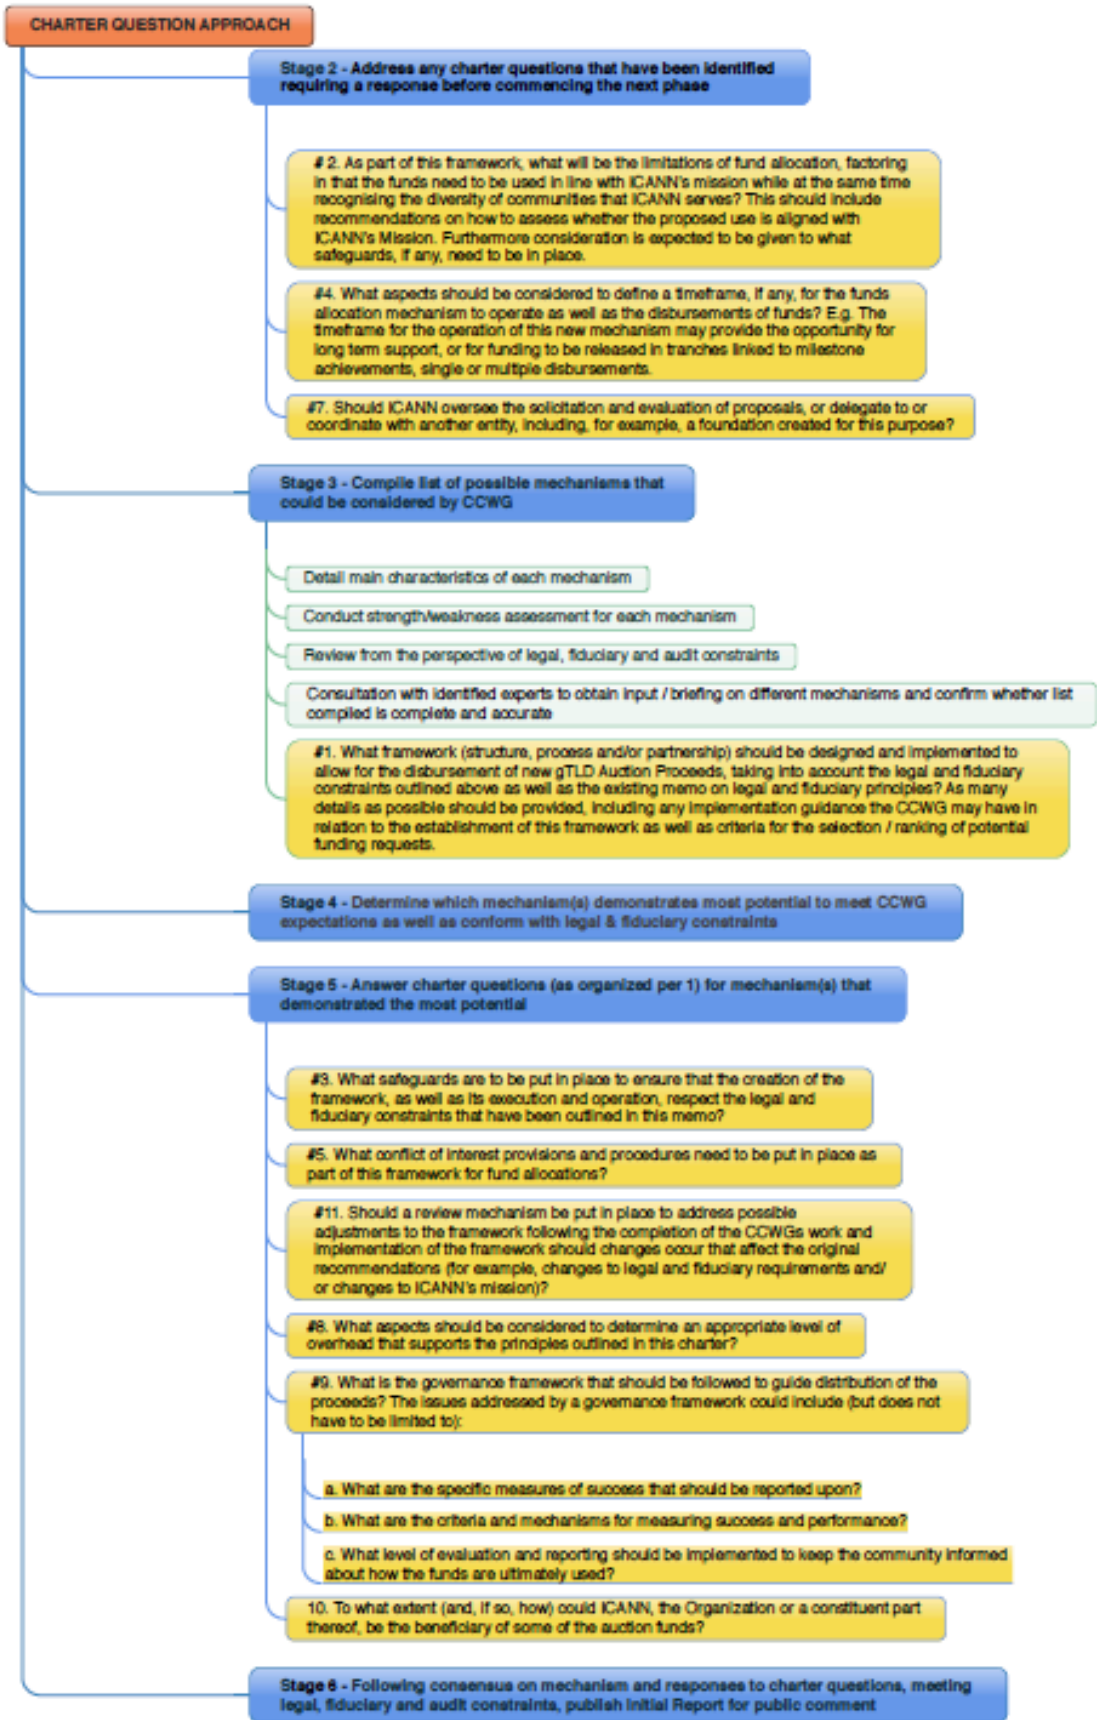 CHARTER QUESTION APPROACH
Stage 2 - Address any charter questions that have been identified
requiring a response before commencing the next phase
# 2. As part of this framework, what will be the limitations of fund allocation, factoring
in that the funds need to be used in line with ICANN's mission while at the same time
recognising the diversity of communities that ICANN serves? This should include
recommendations on how to assess whether the proposed use is aligned with
ICANN's Mission. Furthermore consideration is expected to be given to what
safeguards, if any, need to be in place.
#4. What aspects should be considered to define a timeframe, if any, for the funds
allocation mechanism to operate as well as the disbursements of funds? E.g. The
timeframe for the operation of this new mechanism may provide the opportunity for
long term support, or for funding to be released in tranches linked to milestone
achievements, single or multiple disbursements.
#7. Should ICANN oversee the solicitation and evaluation of proposals, or delegate to or
coordinate with another entity, including, for example, a foundation created for this purpose?
Stage 3 - Compile list of possible mechanisms that
could be considered by CCWG
Detail main characteristics of each mechanism
Conduct strength/weakness assessment for each mechanism
Review from the perspective of legal, fiduciary and audit constraints
Consultation with identified experts to obtain input / briefing on different mechanisms and confirm whether list
compiled is complete and accurate
#1. What framework (structure, process and/or partnership) should be designed and implemented to
allow for the disbursement of new gTLD Auction Proceeds, taking into account the legal and fiduciary
constraints outlined above as well as the existing memo on legal and fiduciary principles? As many
details as possible should be provided, including any implementation guidance the CCWG may have in
relation to the establishment of this framework as well as criteria for the selection / ranking of potential
funding requests.
Stage 4 - Determine which mechanism(s) demonstrates most potential to meet CCWG
expectations as well as conform with legal & fiduciary constraints
Stage 5 - Answer charter questions (as organized per 1) for mechanism(s) that
demonstrated the most potential
#3. What safeguards are to be put in place to ensure that the creation of the
framework, as well as its execution and operation, respect the legal and
fiduciary constraints that have been outlined in this memo?
#5. What conflict of interest provisions and procedures need to be put in place as
part of this framework for fund allocations?
#11. Should a review mechanism be put in place to address possible
adjustments to the framework following the completion of the CCWGs work and
implementation of the framework should changes occur that affect the original
recommendations (for example, changes to legal and fiduciary requirements and/
or changes to ICANN's mission)?
#8. What aspects should be considered to determine an appropriate level of
overhead that supports the principles outlined in this charter?
#9. What is the governance framework that should be followed to guide distribution of the
proceeds? The issues addressed by a governance framework could include (but does not
have to be limited to):
a. What are the specific measures of success that should be reported upon?
b. What are the criteria and mechanisms for measuring success and performance?
c. What level of evaluation and reporting should be implemented to keep the community informed
about how the funds are ultimately used?
10. To what extent (and, if so, how) could ICANN, the Organization or a constituent part
thereof, be the beneficiary of some of the auction funds?
Stage 6 - Following consensus on mechanism and responses to charter questions, meeting
legal, fiduciary and audit constraints, publish Initial Report for public comment